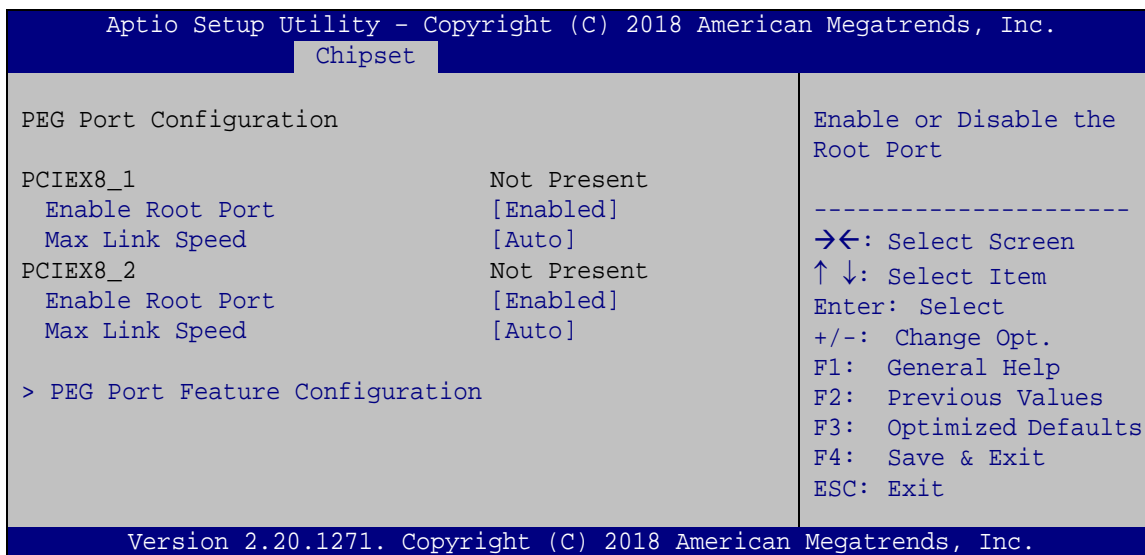 Aptio Setup Utility – Copyright (C) 2018 American Megatrends, Inc.
Chipset
PEG Port Configuration
PCIEX8_1 Not Present
Enable Root Port [Enabled]
Max Link Speed [Auto]
PCIEX8_2 Not Present
Enable Root Port [Enabled]
Max Link Speed [Auto]
> PEG Port Feature Configuration
Enable or Disable the
Root Port
----------------------
→←: Select Screen
↑ ↓: Select Item
Enter: Select
+/-: Change Opt.
F1: General Help
F2: Previous Values
F3: Optimized Defaults
F4: Save & Exit
ESC: Exit
Version 2.20.1271. Copyright (C) 2018 American Megatrends, Inc.